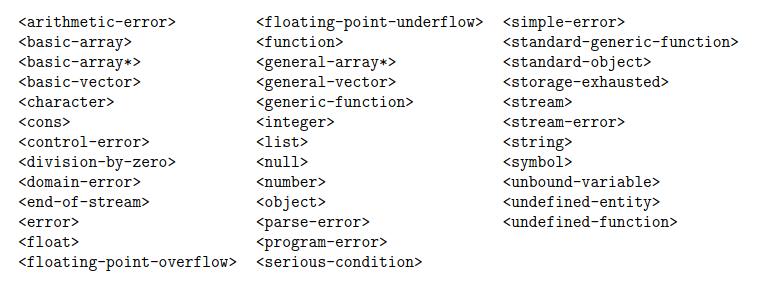 <arithmetic-error>
<basic-array>
<basic-array*>
<basic-vector>
<character>
<cons>
<control-error>
<division-by-zero>
<domain-error>
<end-of-stream>
<error>
<float>
<floating-point-overflow>
<floating-point-underflow>
<function>
<general-array*>
<general-vector>
<generic-function>
<integer>
<list>
<null>
<number>
<object>
<parse-error>
<program-error>
<serious-condition>
<simple-error>
<standard-generic-function>
<standard-object>
<storage-exhausted>
<stream>
<stream-error>
<string>
<symbol>
<unbound-variable>
<undefined-entity>
<undefined-function>